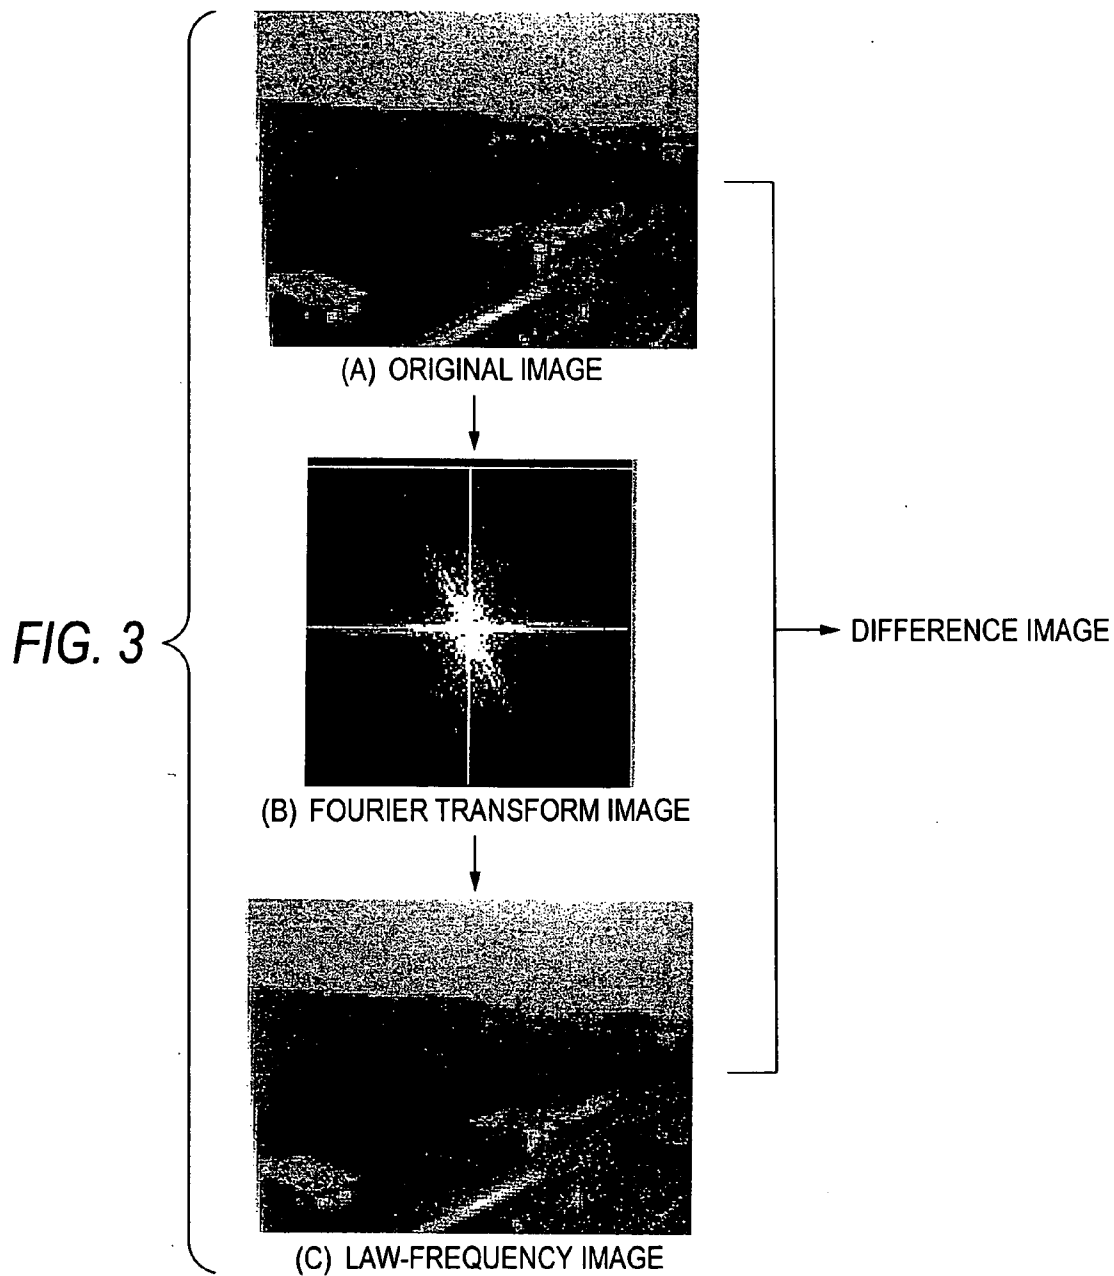 (A) ORIGINAL IMAGE
FIG. 3
DIFFERENCE IMAGE
(B) FOURIER TRANSFORM IMAGE
(C) LAW-FREQUENCY IMAGE